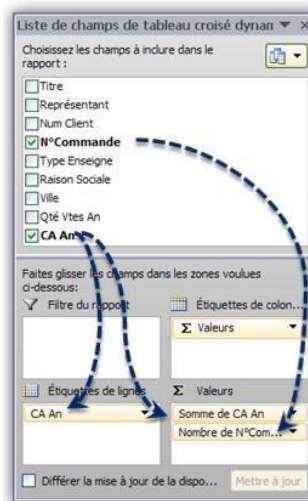 Liste de champs de tableau croisé dynam
Choisissez les champs à inclure dans le
rapport :
Titre
Représentant
Num Client
N°Commande
Type Enseigne
Raison Sociale
Ville
Qté Vtes An
CA An
Faites glisser les champs dans les zones voulues
ci-dessous:
Filtre du rapport
Étiquettes de colon...
Σ Valeurs
Étiquettes de lignes
Σ Valeurs
CA An
Somme de CA An
Nombre de N°Com...
Différer la mise à jour de la dispo...
Mettre à jour